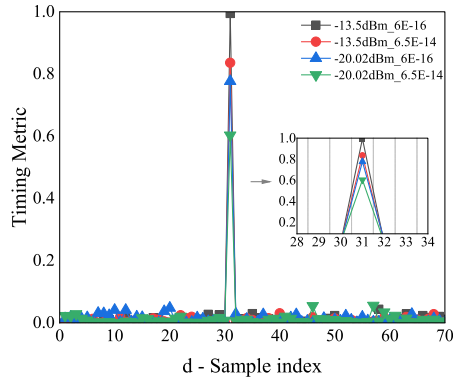 -13.5dBm_6E-16
-13.5dBm_6.5E-14
-20.02dBm_6E-16
-20.02dBm_6.5E-14
Timing Metric
1.0
0.8
0.6
0.4
0.2
0.0
0 10 20 30 40 50 60 70
d - Sample index
1.0
0.8
0.6
0.4
0.2
28 29 30 31 32 33 34